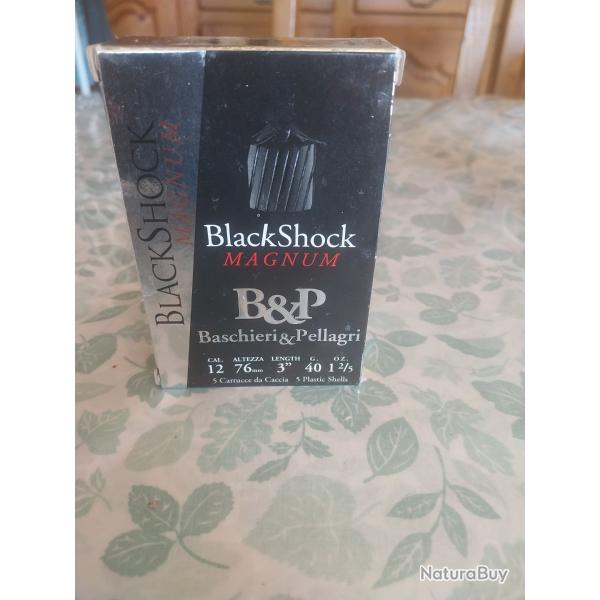 BLACKSHOCK
MAGNUM
BlackShock
MAGNUM
B&P
Baschieri & Pellagri
CAL. ALTEZZA LENGTH G. OZ.
12 76mm 3” 40 1 2/5
5 Cartucce da Caccia 5 Plastic Shells
NaturaBuy